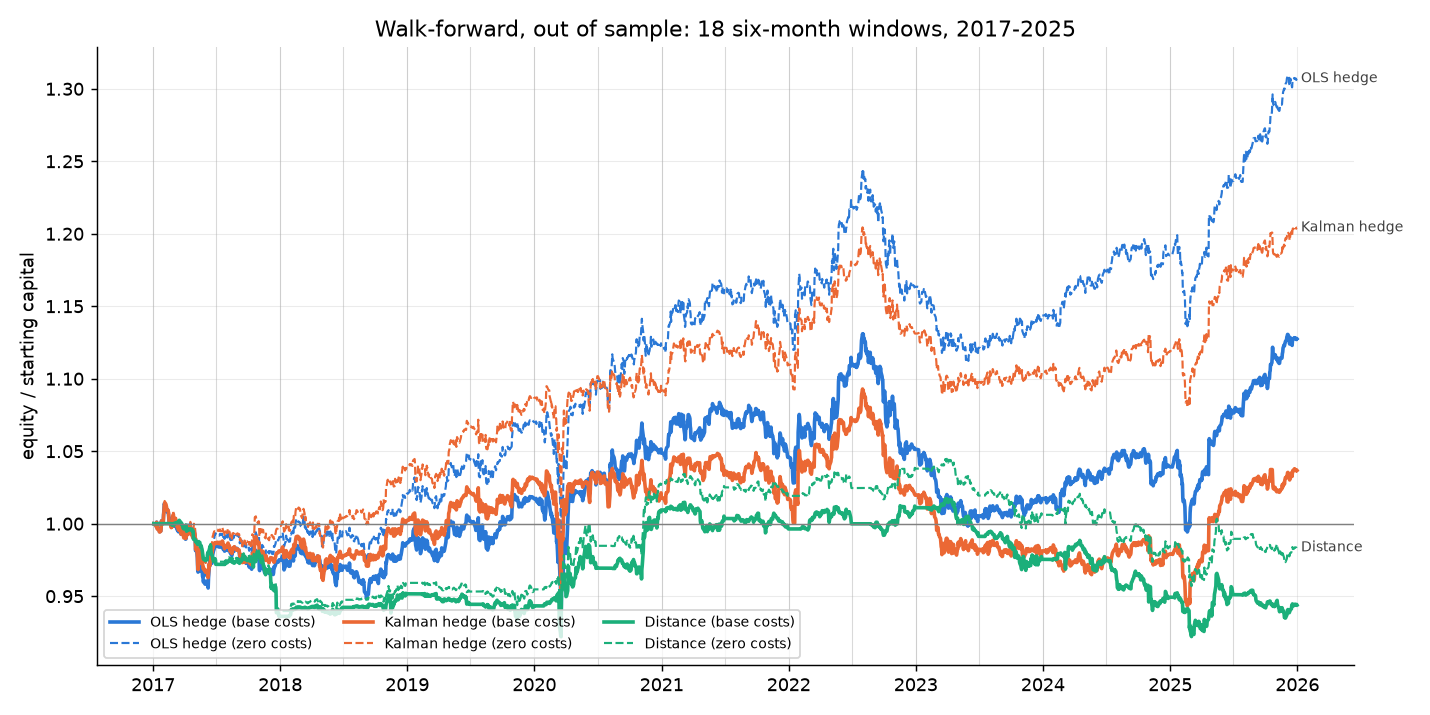 Walk-forward, out of sample: 18 six-month windows, 2017-2025
equity / starting capital
1.30
1.25
1.20
1.15
1.10
1.05
1.00
0.95
OLS hedge
Kalman hedge
Distance
OLS hedge (base costs)
Kalman hedge (base costs)
Distance (base costs)
OLS hedge (zero costs)
Kalman hedge (zero costs)
Distance (zero costs)
2017 2018 2019 2020 2021 2022 2023 2024 2025 2026